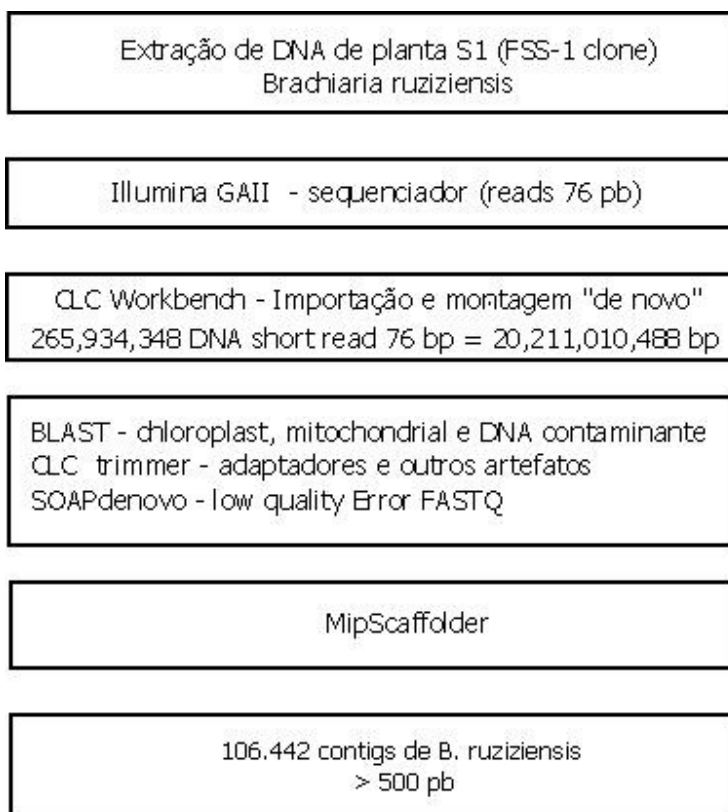 Extração de DNA de planta S1 (FSS-1 clone)
Brachiaria ruziziensis
Illumina GAII - sequenciador (reads 76 pb)
CLC Workbench - Importação e montagem "de novo"
265,934,348 DNA short read 76 bp = 20,211,010,488 bp
BLAST - chloroplast, mitochondrial e DNA contaminante
CLC trimmer - adaptadores e outros artefatos
SOAPdenovo - low quality Error FASTQ
MipScaffolder
106.442 contigs de B. ruziziensis
> 500 pb